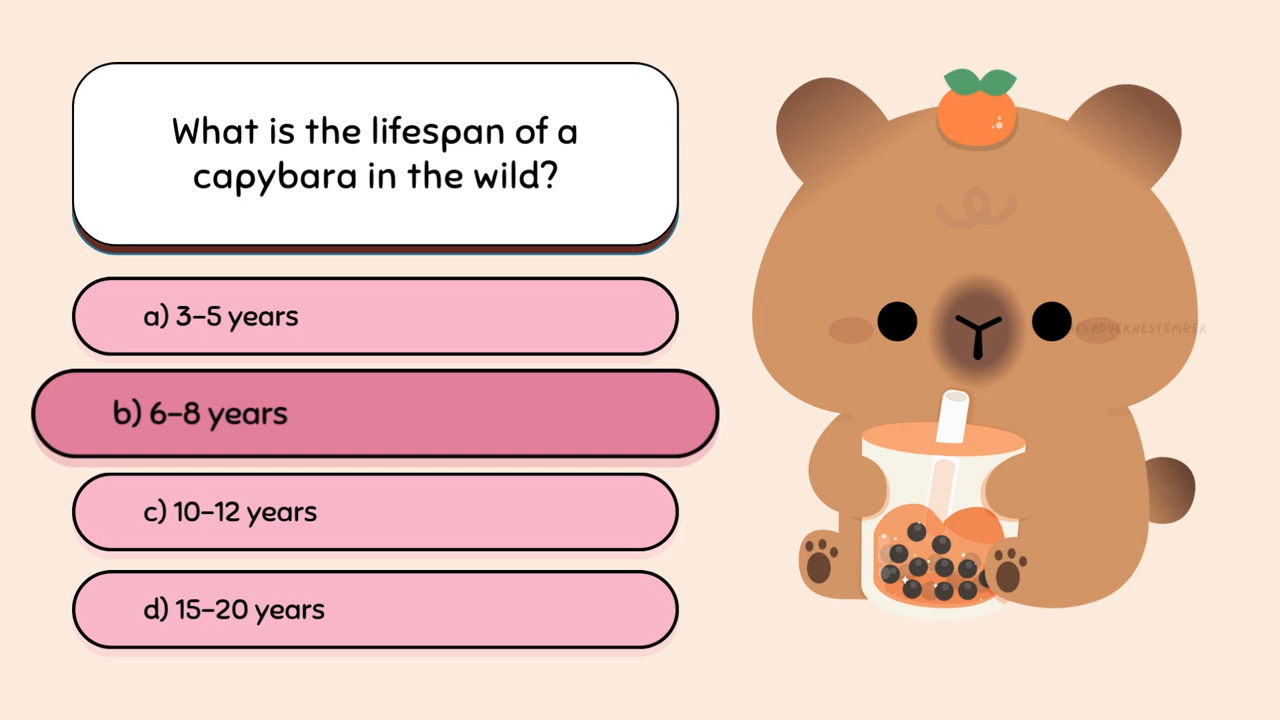 What is the lifespan of a
capybara in the wild?
a) 3–5 years
b) 6–8 years
c) 10–12 years
d) 15–20 years